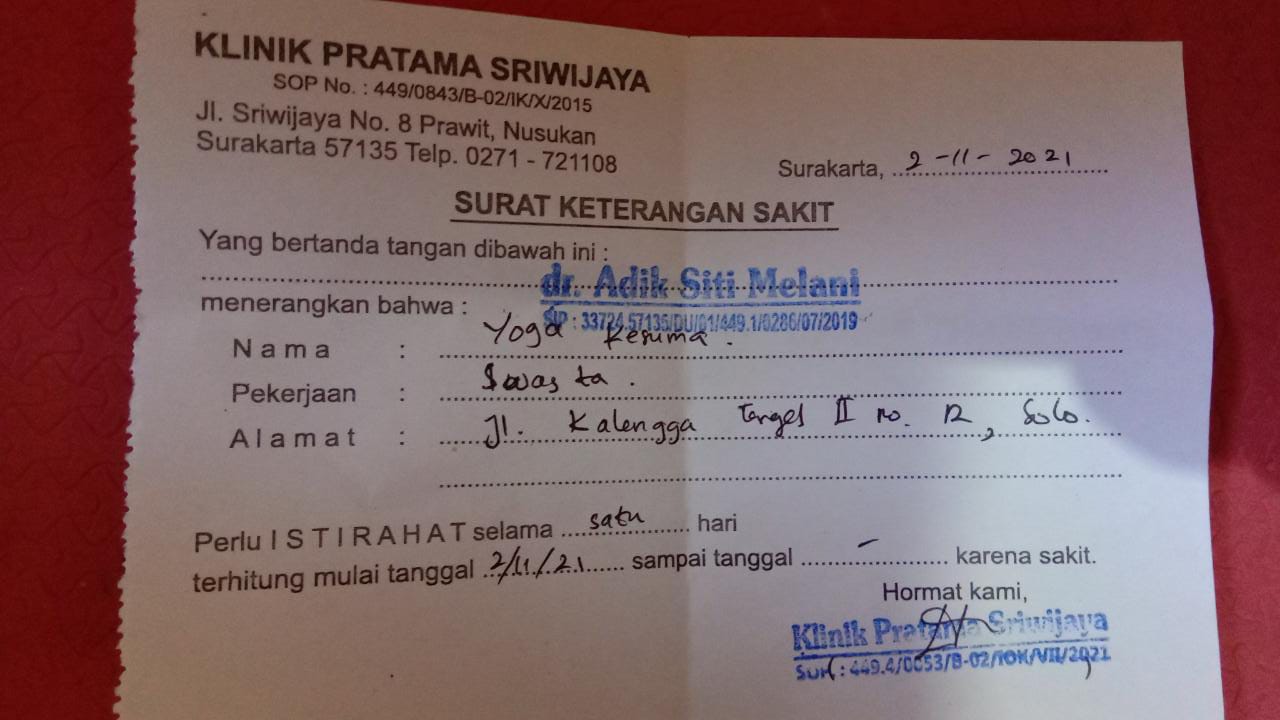 KLINIK PRATAMA SRIWIJAYA
SOP No. : 449/0843/B-02/IK/X/2015
Jl. Sriwijaya No. 8 Prawit, Nusukan
Surakarta 57135 Telp. 0271 - 721108
Surakarta, 2-11-2021
SURAT KETERANGAN SAKIT
Yang bertanda tangan dibawah ini :
dr. Adik Siti Melani
menerangkan bahwa :
SIP : 33724.57135/DU/01/449.1/0286/07/2019
Nama : Yoga Kesuma.
Pekerjaan : Swasta.
Alamat : Jl. Kalengga II no. 12, Solo.
Perlu ISTIRAHAT selama satu hari
terhitung mulai tanggal 2/11/21 sampai tanggal - karena sakit.
Hormat kami,
Klinik Pratama Sriwijaya
: 449.4/0053/B-02/IOK/VII/2021